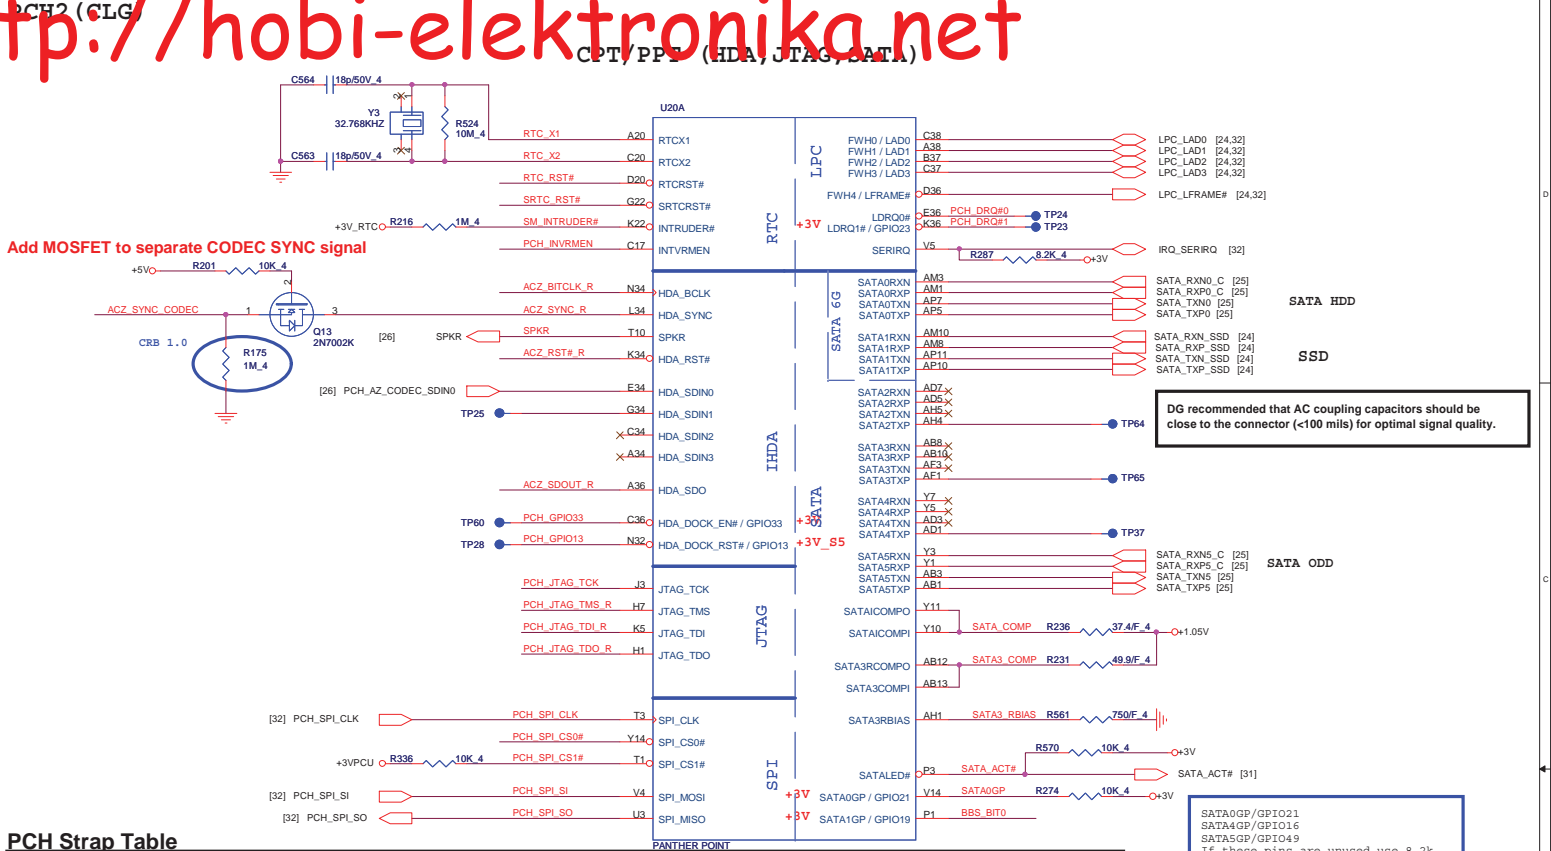 PCH2 (CLG)
tp://hobi-elektronika.net
CPT/PPT (HDA,JTAG,SATA)
C564 18p/50V_4
Y3
32.768KHZ
2 1
3 4
R524
10M_4
C563 18p/50V_4
+3V_RTC R216 1M_4
Add MOSFET to separate CODEC SYNC signal
+5V R201 10K_4
2
ACZ_SYNC_CODEC 1 3
Q13
2N7002K
CRB 1.0
R175
1M_4
U20A
RTC_X1 A20 RTCX1
RTC_X2 C20 RTCX2
RTC_RST# D20 RTCRST#
SRTC_RST# G22 SRTCRST#
SM_INTRUDER# K22 INTRUDER#
PCH_INVRMEN C17 INTVRMEN
ACZ_BITCLK_R N34 HDA_BCLK
ACZ_SYNC_R L34 HDA_SYNC
[26] SPKR SPKR T10 SPKR
ACZ_RST#_R K34 HDA_RST#
[26] PCH_AZ_CODEC_SDIN0 E34 HDA_SDIN0
TP25 G34 HDA_SDIN1
C34 HDA_SDIN2
A34 HDA_SDIN3
ACZ_SDOUT_R A36 HDA_SDO
TP60 PCH_GPIO33 C36 HDA_DOCK_EN# / GPIO33 +3V
TP28 PCH_GPIO13 N32 HDA_DOCK_RST# / GPIO13 +3V_S5
PCH_JTAG_TCK J3 JTAG_TCK
PCH_JTAG_TMS_R H7 JTAG_TMS
PCH_JTAG_TDI_R K5 JTAG_TDI
PCH_JTAG_TDO_R H1 JTAG_TDO
[32] PCH_SPI_CLK PCH_SPI_CLK T3 SPI_CLK
PCH_SPI_CS0# Y14 SPI_CS0#
+3VPCU R336 10K_4 PCH_SPI_CS1# T1 SPI_CS1#
[32] PCH_SPI_SI PCH_SPI_SI V4 SPI_MOSI
[32] PCH_SPI_SO PCH_SPI_SO U3 SPI_MISO
RTC
LPC
IHDA
SATA
SATA 6G
JTAG
SPI
FWH0 / LAD0 C38 LPC_LAD0 [24,32]
FWH1 / LAD1 A38 LPC_LAD1 [24,32]
FWH2 / LAD2 B37 LPC_LAD2 [24,32]
FWH3 / LAD3 C37 LPC_LAD3 [24,32]
FWH4 / LFRAME# D36 LPC_LFRAME# [24,32]
LDRQ0# E36 PCH_DRQ#0 TP24
+3V LDRQ1# / GPIO23 K36 PCH_DRQ#1 TP23
SERIRQ V5 IRQ_SERIRQ [32]
R287 8.2K_4 +3V
SATA0RXN AM3 SATA_RXN0_C [25]
SATA0RXP AM1 SATA_RXP0_C [25]
SATA0TXN AP7 SATA_TXN0 [25]
SATA0TXP AP5 SATA_TXP0 [25]
SATA HDD
SATA1RXN AM10 SATA_RXN_SSD [24]
SATA1RXP AM8 SATA_RXP_SSD [24]
SATA1TXN AP11 SATA_TXN_SSD [24]
SATA1TXP AP10 SATA_TXP_SSD [24]
SSD
SATA2RXN AD7
SATA2RXP AD5
SATA2TXN AH5
SATA2TXP AH4 TP64
DG recommended that AC coupling capacitors should be
close to the connector (<100 mils) for optimal signal quality.
SATA3RXN AB8
SATA3RXP AB10
SATA3TXN AF3
SATA3TXP AF1 TP65
SATA4RXN Y7
SATA4RXP Y5
SATA4TXN AD3
SATA4TXP AD1 TP37
SATA5RXN Y3 SATA_RXN5_C [25]
SATA5RXP Y1 SATA_RXP5_C [25]
SATA5TXN AB3 SATA_TXN5 [25]
SATA5TXP AB1 SATA_TXP5 [25]
SATA ODD
SATAICOMPO Y11
SATAICOMPI Y10 SATA_COMP R236 37.4/F_4 +1.05V
SATA3RCOMPO AB12 SATA3_COMP R231 49.9/F_4
SATA3COMPI AB13
SATA3RBIAS AH1 SATA3_RBIAS R561 750/F_4
R570 10K_4 +3V
SATALED# P3 SATA_ACT# SATA_ACT# [31]
+3V SATA0GP / GPIO21 V14 SATA0GP R274 10K_4 +3V
+3V SATA1GP / GPIO19 P1 BBS_BIT0
PANTHER POINT
PCH Strap Table
SATA0GP/GPIO21
SATA4GP/GPIO16
SATA5GP/GPIO49
If these pins are unused use 8.2k
D
C